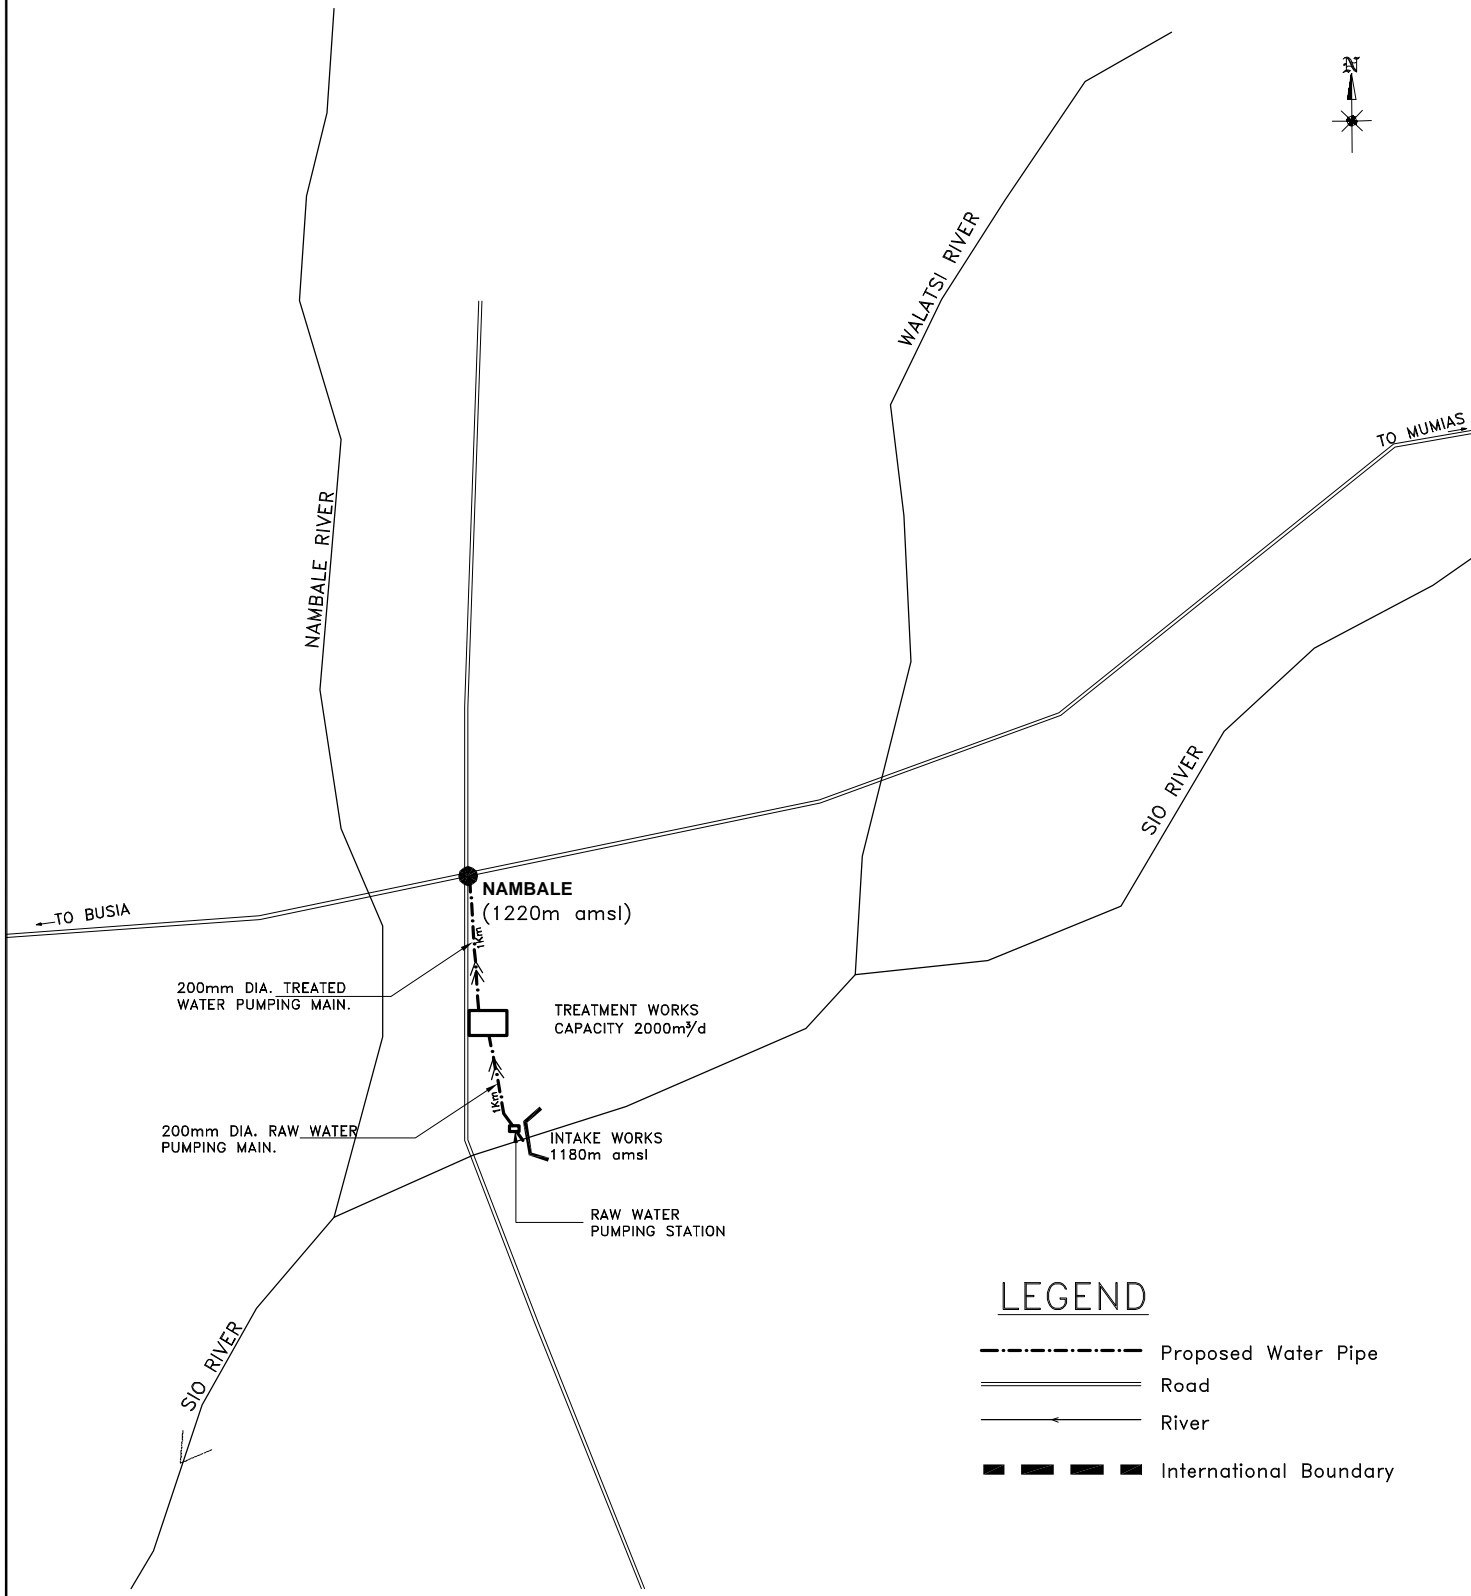 N
WALATSI RIVER
TO MUMIAS
NAMBALE RIVER
SIO RIVER
NAMBALE
(1220m amsl)
TO BUSIA
1Km
200mm DIA. TREATED
WATER PUMPING MAIN.
TREATMENT WORKS
CAPACITY 2000m³/d
1Km
200mm DIA. RAW WATER
PUMPING MAIN.
INTAKE WORKS
1180m amsl
RAW WATER
PUMPING STATION
SIO RIVER
LEGEND
Proposed Water Pipe
Road
River
International Boundary